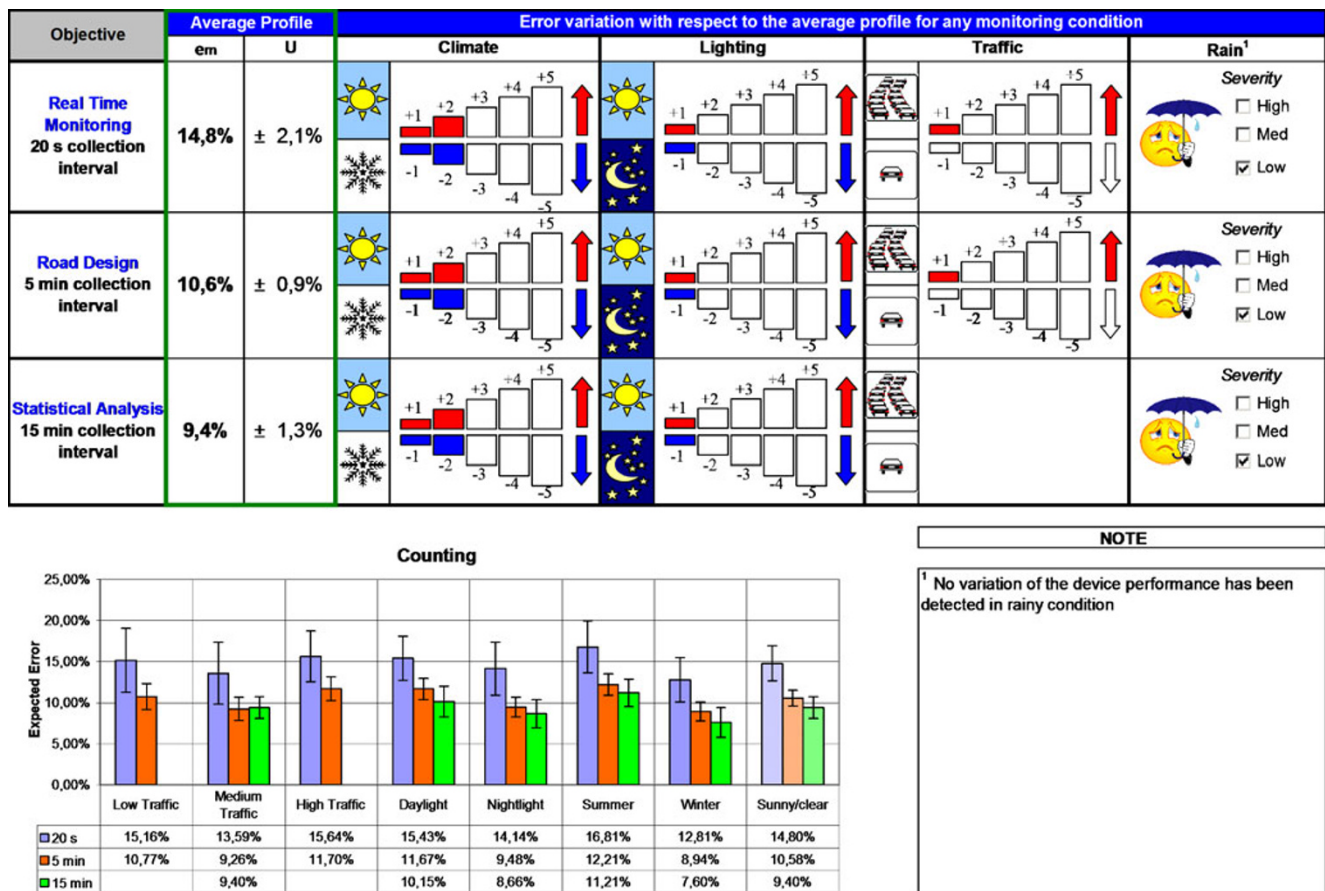 Objective
Average Profile
Error variation with respect to the average profile for any monitoring condition
em
U
Climate
Lighting
Traffic
Rain¹
Real Time
Monitoring
20 s collection
interval
14,8%
± 2,1%
+1
+2
+3
+4
+5
-1
-2
-3
-4
-5
+1
+2
+3
+4
+5
-1
-2
-3
-4
-5
+1
+2
+3
+4
+5
-1
-2
-3
-4
-5
Severity
High
Med
Low
Road Design
5 min collection
interval
10,6%
± 0,9%
+1
+2
+3
+4
+5
-1
-2
-3
-4
-5
+1
+2
+3
+4
+5
-1
-2
-3
-4
-5
+1
+2
+3
+4
+5
-1
-2
-3
-4
-5
Severity
High
Med
Low
Statistical Analysis
15 min collection
interval
9,4%
± 1,3%
+1
+2
+3
+4
+5
-1
-2
-3
-4
-5
+1
+2
+3
+4
+5
-1
-2
-3
-4
-5
Severity
High
Med
Low
Counting
Expected Error
25,00%
20,00%
15,00%
10,00%
5,00%
0,00%
Low Traffic
Medium
Traffic
High Traffic
Daylight
Nightlight
Summer
Winter
Sunny/clear
20 s 15,16% 13,59% 15,64% 15,43% 14,14% 16,81% 12,81% 14,80%
5 min 10,77% 9,26% 11,70% 11,67% 9,48% 12,21% 8,94% 10,58%
15 min 9,40% 10,15% 8,66% 11,21% 7,60% 9,40%
NOTE
¹ No variation of the device performance has been
detected in rainy condition